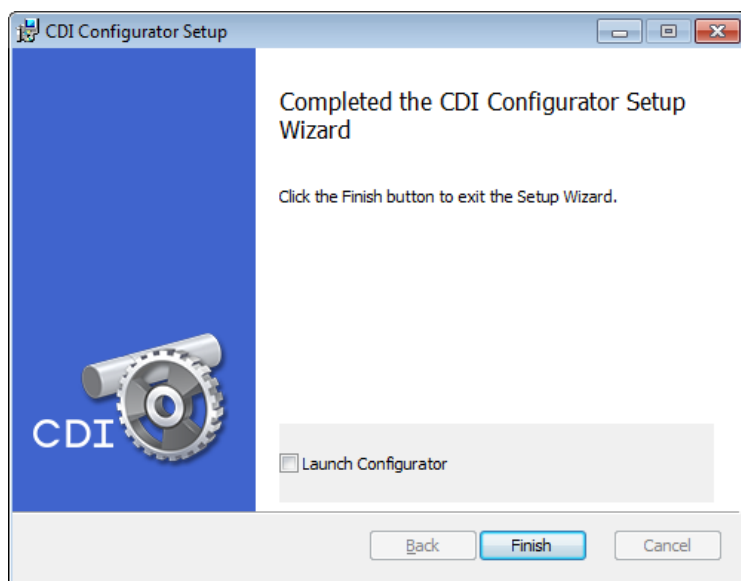 CDI Configurator Setup
Completed the CDI Configurator Setup
Wizard
Click the Finish button to exit the Setup Wizard.
CDI
Launch Configurator
Back Finish Cancel